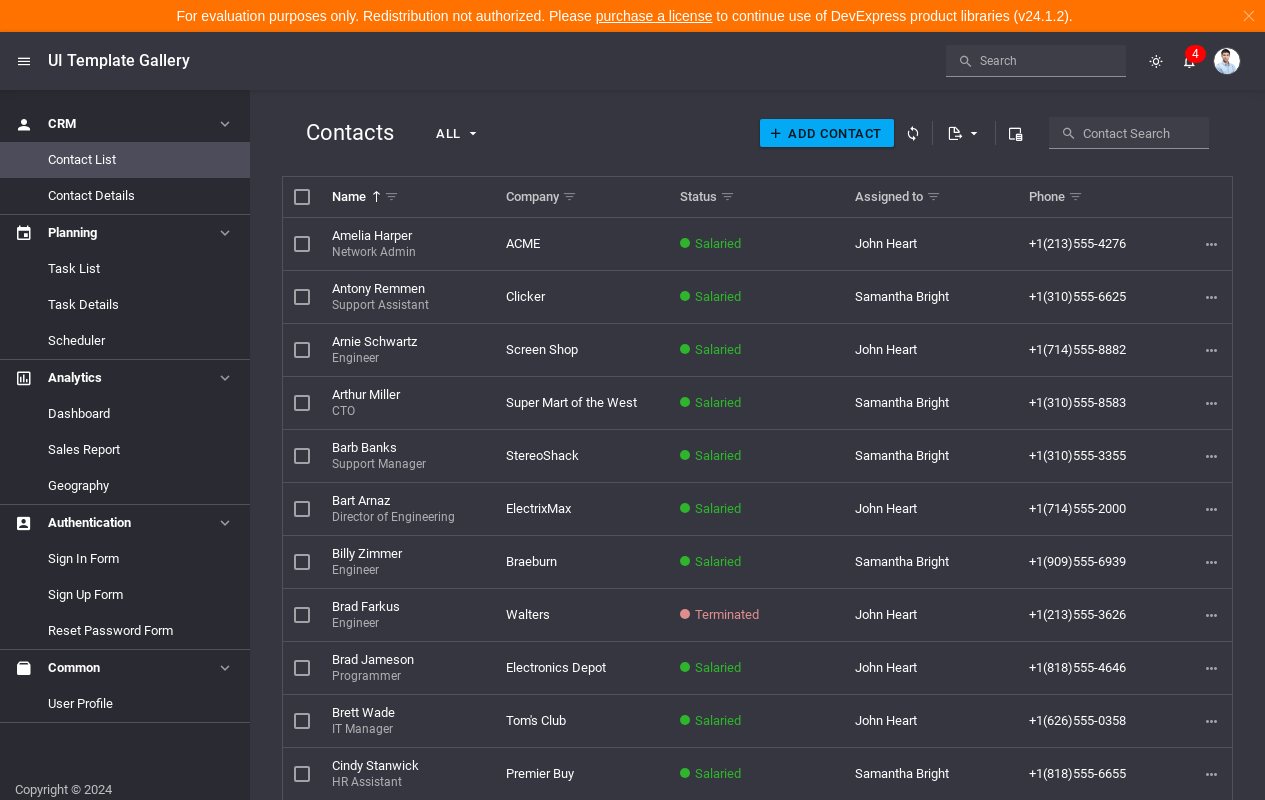 For evaluation purposes only. Redistribution not authorized. Please purchase a license to continue use of DevExpress product libraries (v24.1.2).
UI Template Gallery
Search
4
CRM
Contact List
Contact Details
Planning
Task List
Task Details
Scheduler
Analytics
Dashboard
Sales Report
Geography
Authentication
Sign In Form
Sign Up Form
Reset Password Form
Common
User Profile
Copyright © 2024
Contacts
ALL
ADD CONTACT
Contact Search
Name Company Status Assigned to Phone
Amelia Harper
Network Admin
ACME Salaried John Heart +1(213)555-4276
Antony Remmen
Support Assistant
Clicker Salaried Samantha Bright +1(310)555-6625
Arnie Schwartz
Engineer
Screen Shop Salaried John Heart +1(714)555-8882
Arthur Miller
CTO
Super Mart of the West Salaried Samantha Bright +1(310)555-8583
Barb Banks
Support Manager
StereoShack Salaried Samantha Bright +1(310)555-3355
Bart Arnaz
Director of Engineering
ElectrixMax Salaried John Heart +1(714)555-2000
Billy Zimmer
Engineer
Braeburn Salaried Samantha Bright +1(909)555-6939
Brad Farkus
Engineer
Walters Terminated John Heart +1(213)555-3626
Brad Jameson
Programmer
Electronics Depot Salaried John Heart +1(818)555-4646
Brett Wade
IT Manager
Tom's Club Salaried John Heart +1(626)555-0358
Cindy Stanwick
HR Assistant
Premier Buy Salaried Samantha Bright +1(818)555-6655